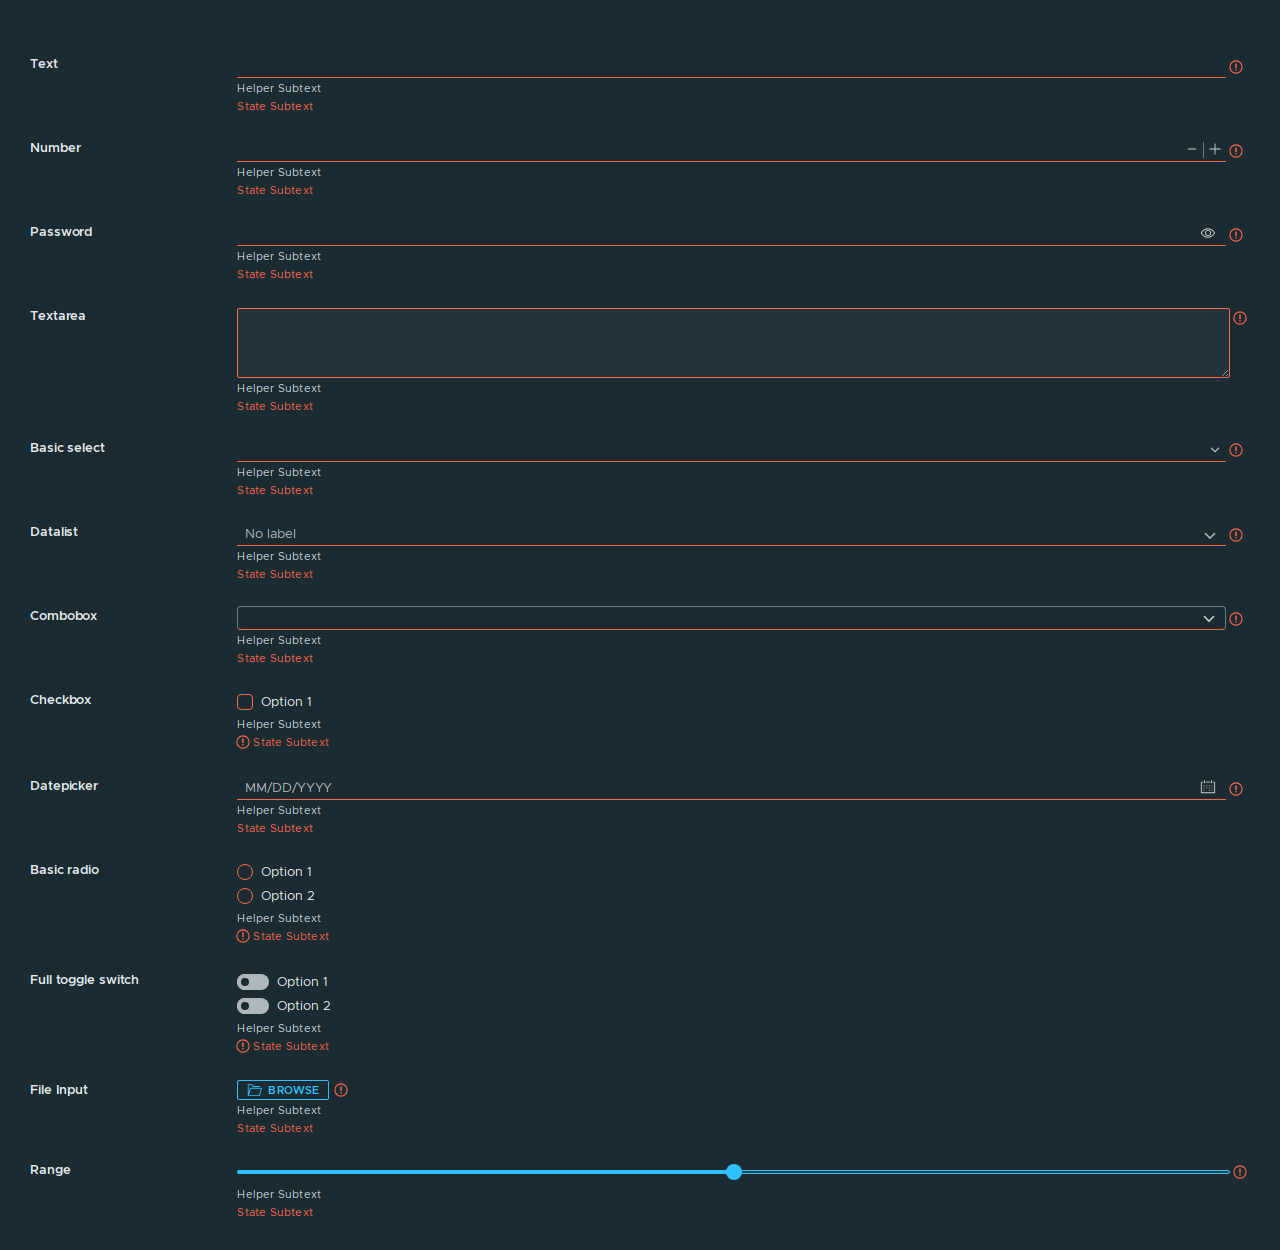 Text
Helper Subtext
State Subtext
Number
Helper Subtext
State Subtext
Password
Helper Subtext
State Subtext
Textarea
Helper Subtext
State Subtext
Basic select
Helper Subtext
State Subtext
Datalist
No label
Helper Subtext
State Subtext
Combobox
Helper Subtext
State Subtext
Checkbox
Option 1
Helper Subtext
State Subtext
Datepicker
MM/DD/YYYY
Helper Subtext
State Subtext
Basic radio
Option 1
Option 2
Helper Subtext
State Subtext
Full toggle switch
Option 1
Option 2
Helper Subtext
State Subtext
File Input
BROWSE
Helper Subtext
State Subtext
Range
Helper Subtext
State Subtext